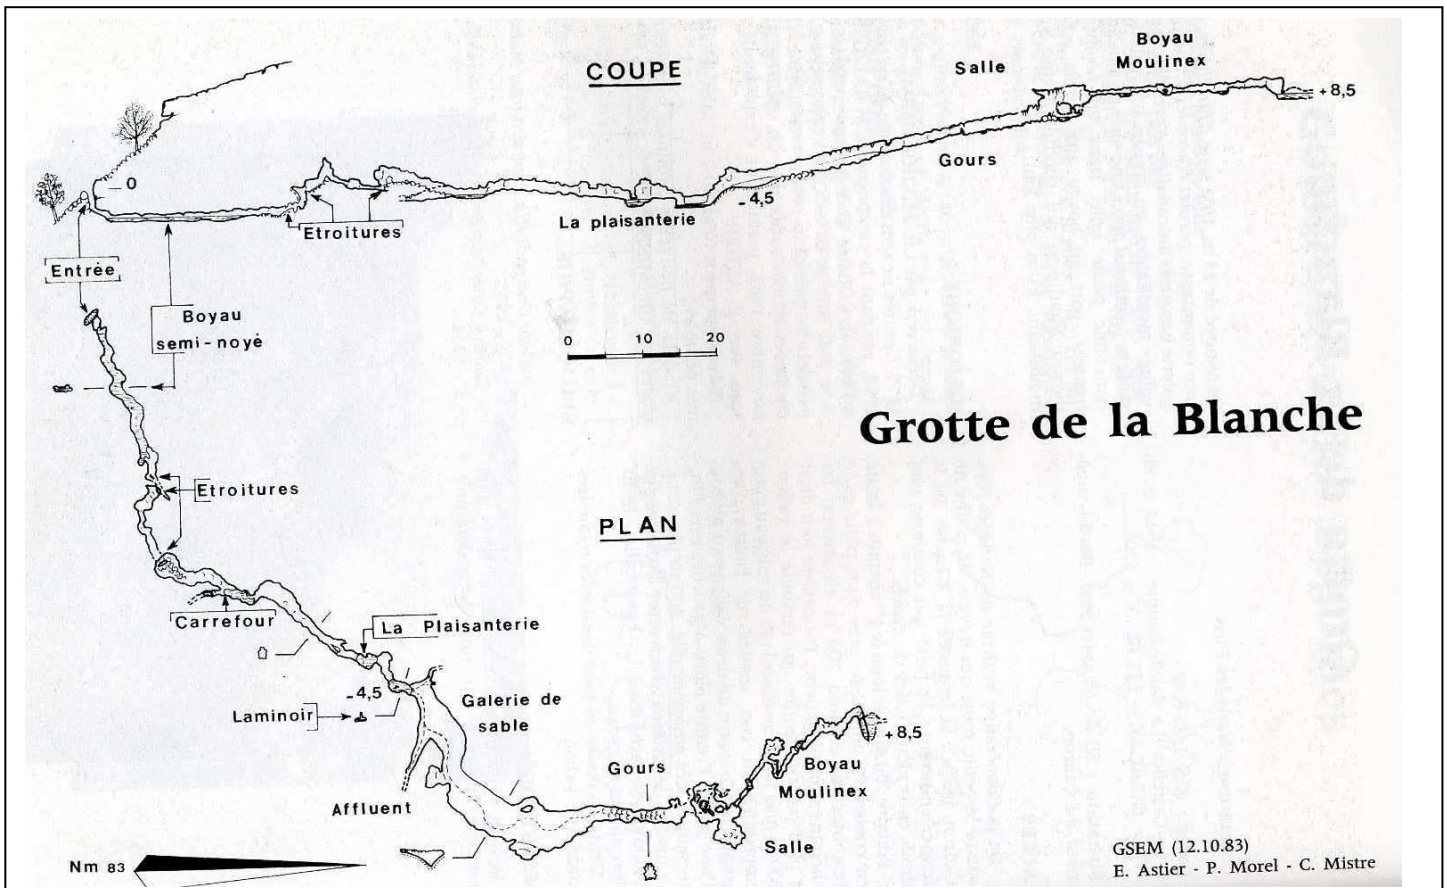 COUPE
Salle
Boyau
Moulinex
+8,5
0
Gours
-4,5
Etroitures
La plaisanterie
Entrée
Boyau
semi-noyé
0 10 20
Grotte de la Blanche
Etroitures
PLAN
Carrefour
La Plaisanterie
-4,5
Laminoir
Galerie de
sable
+8,5
Boyau
Moulinex
Gours
Affluent
Salle
Nm 83
GSEM (12.10.83)
E. Astier - P. Morel - C. Mistre